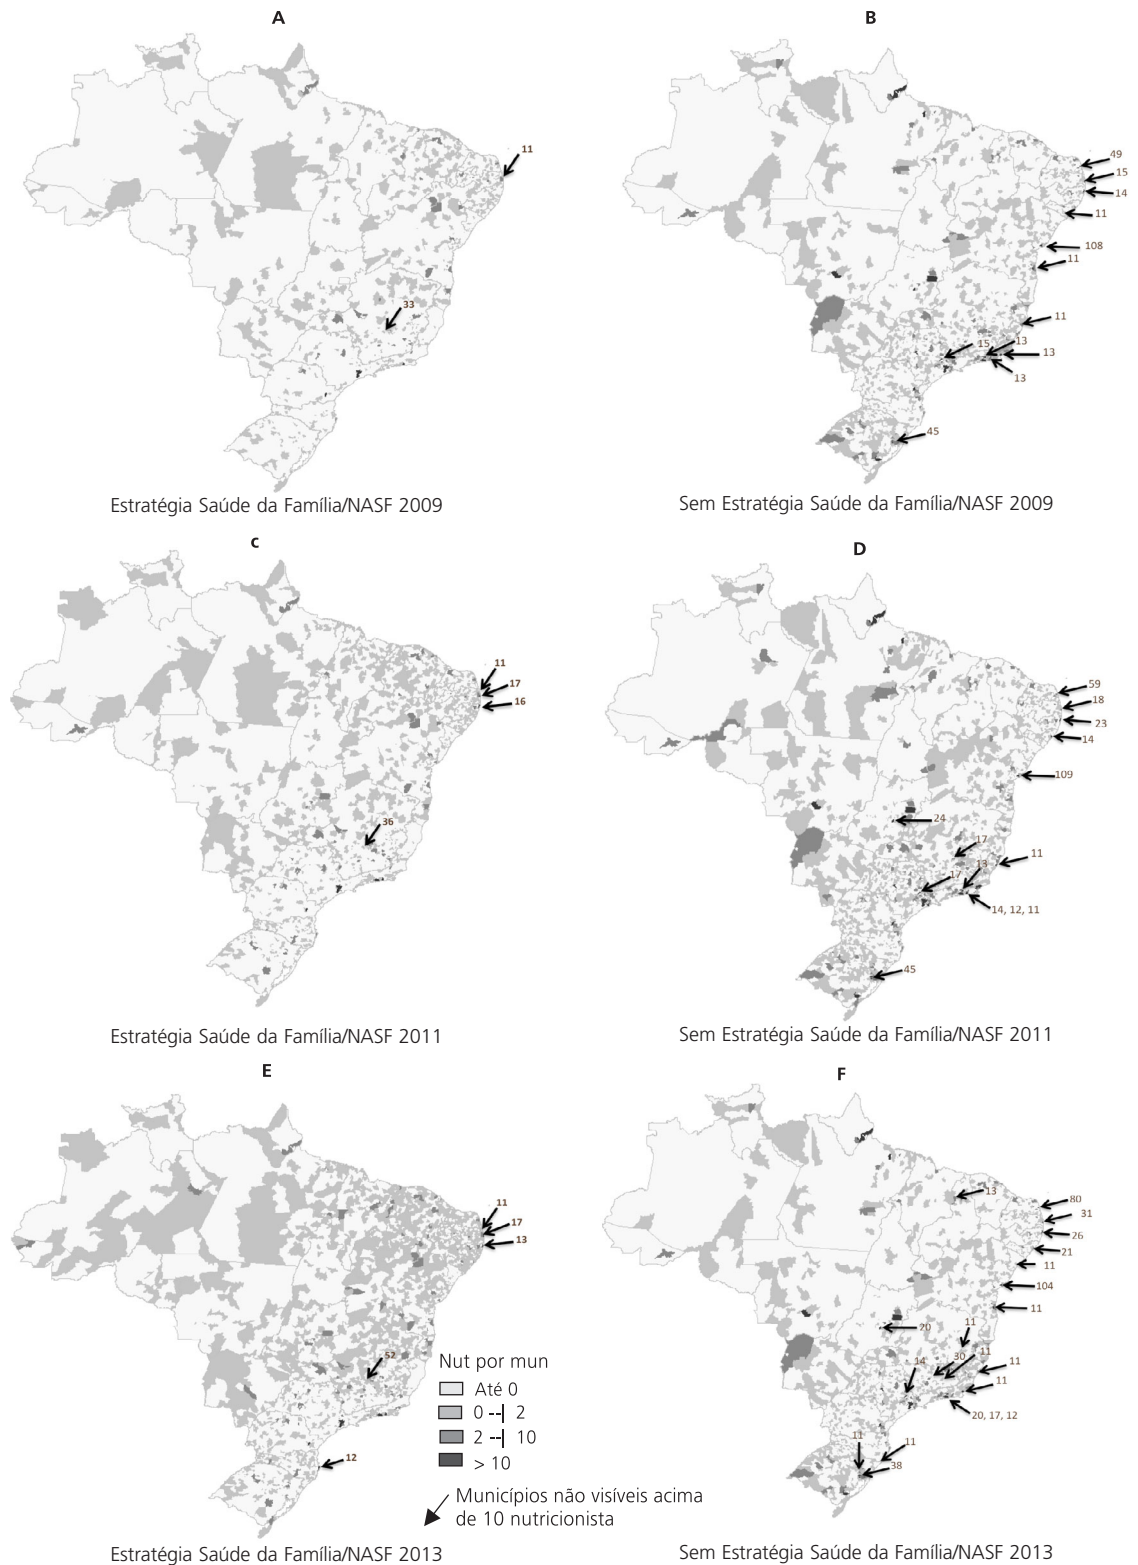 A
B
11
33
49
15
14
11
108
11
11
15
13
13
13
45
Estratégia Saúde da Família/NASF 2009
Sem Estratégia Saúde da Família/NASF 2009
c
D
11
17
16
36
59
18
23
14
109
24
17
11
13
17
14, 12, 11
45
Estratégia Saúde da Família/NASF 2011
Sem Estratégia Saúde da Família/NASF 2011
E
F
11
17
13
52
12
13
80
31
26
21
11
104
11
20
11
11
30
14
11
11
20, 17, 12
11
11
38
Nut por mun
Até 0
0 --| 2
2 --| 10
> 10
Municípios não visíveis acima
de 10 nutricionista
Estratégia Saúde da Família/NASF 2013
Sem Estratégia Saúde da Família/NASF 2013